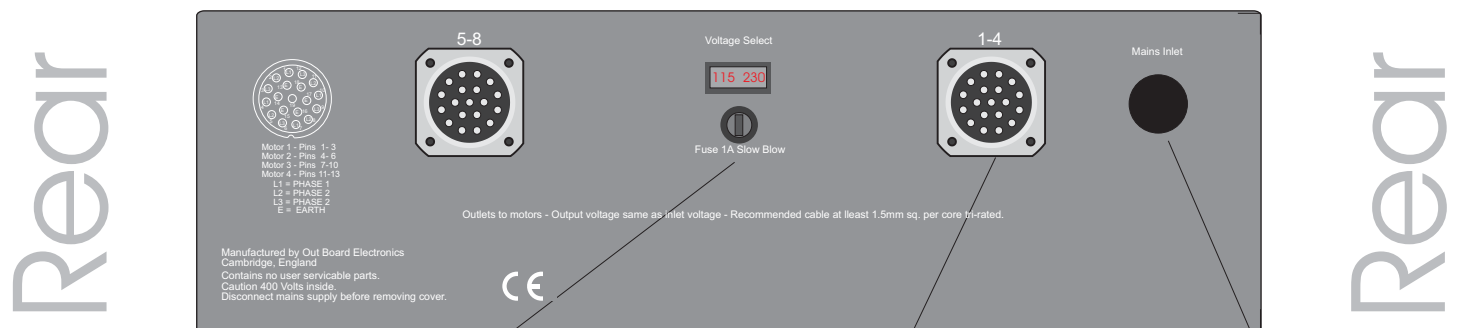 Rear
5-8
Voltage Select
1-4
Mains Inlet
115 230
Fuse 1A Slow Blow
Motor 1 - Pins 1- 3
Motor 2 - Pins 4- 6
Motor 3 - Pins 7-10
Motor 4 - Pins 11-13
L1 = PHASE 1
L2 = PHASE 2
L3 = PHASE 2
E = EARTH
Outlets to motors - Output voltage same as inlet voltage - Recommended cable at lleast 1.5mm sq. per core tri-rated.
Manufactured by Out Board Electronics
Cambridge, England
Contains no user servicable parts.
Caution 400 Volts inside.
Disconnect mains supply before removing cover.
CE
Rear